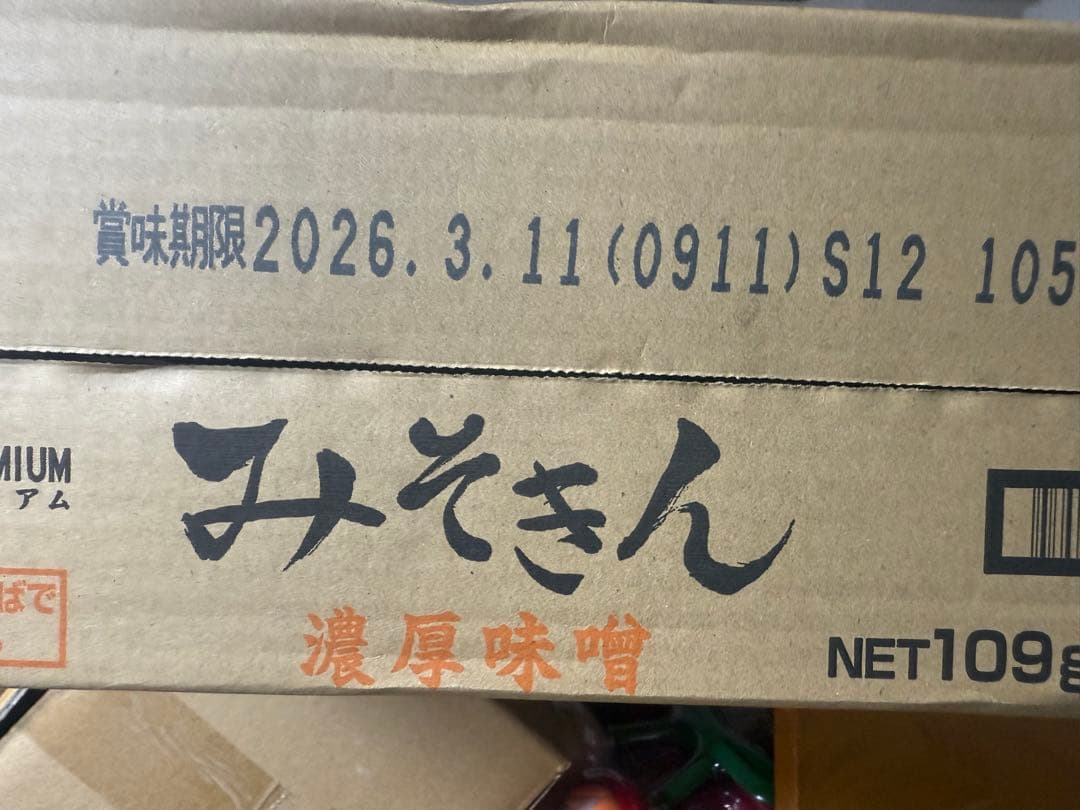 賞味期限2026.3.11(0911)S12 105
MIUM
アム
みそきん
ばで
濃厚味噌
NET109g